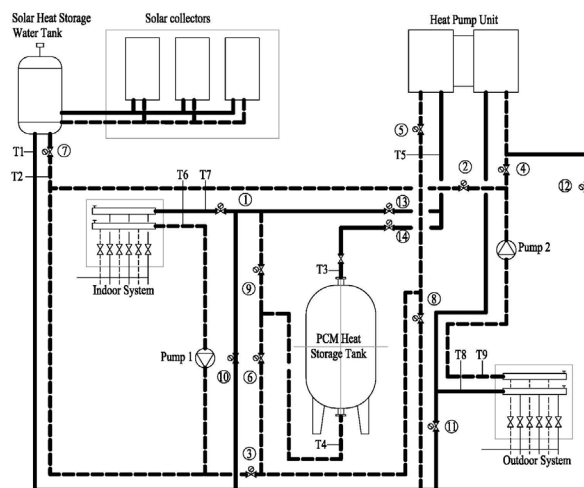 Solar Heat Storage
Water Tank
Solar collectors
Heat Pump Unit
T1
⑦
T2
T6
T7
①
⑤
T5
②
④
⑫
⑬
⑭
Pump 2
Indoor System
⑨
T3
⑧
PCM Heat
Storage Tank
Pump 1
⑩
⑥
T8
T9
T4
⑪
③
Outdoor System